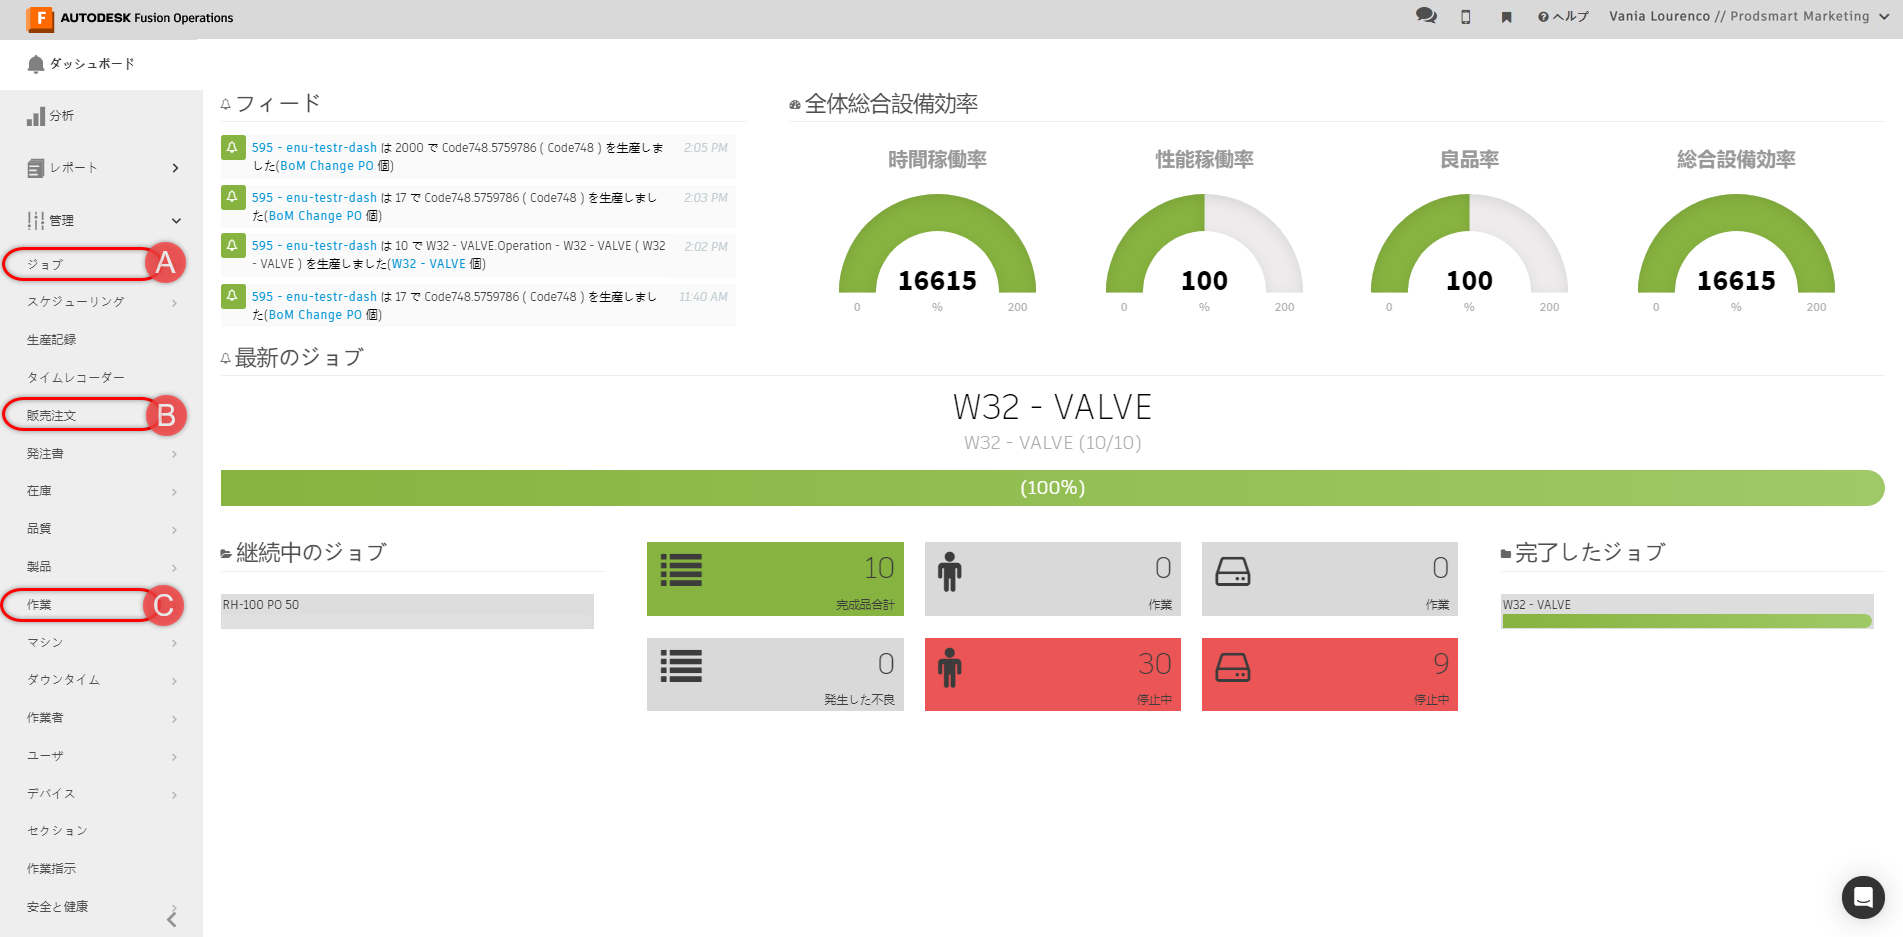 F AUTODESK Fusion Operations
ヘルプ
Vania Lourenco // Prodsmart Marketing
ダッシュボード
分析
レポート
管理
ジョブ
A
スケジューリング
生産記録
タイムレコーダー
販売注文
B
発注書
在庫
品質
製品
作業
C
マシン
ダウンタイム
作業者
ユーザ
デバイス
セクション
作業指示
安全と健康
フィード
595 - enu-testr-dash は 2000 で Code748.5759786 ( Code748 ) を生産しま
した(BoM Change PO 個)
2:05 PM
595 - enu-testr-dash は 17 で Code748.5759786 ( Code748 ) を生産しまし
た(BoM Change PO 個)
2:03 PM
595 - enu-testr-dash は 10 で W32 - VALVE.Operation - W32 - VALVE ( W32
- VALVE ) を生産しました(W32 - VALVE 個)
2:02 PM
595 - enu-testr-dash は 17 で Code748.5759786 ( Code748 ) を生産しまし
た(BoM Change PO 個)
11:40 AM
全体総合設備効率
時間稼働率
16615
0 % 200
性能稼働率
100
0 % 200
良品率
100
0 % 200
総合設備効率
16615
0 % 200
最新のジョブ
W32 - VALVE
W32 - VALVE (10/10)
(100%)
継続中のジョブ
RH-100 PO 50
10
完成品合計
0
作業
0
作業
0
発生した不良
30
停止中
9
停止中
完了したジョブ
W32 - VALVE